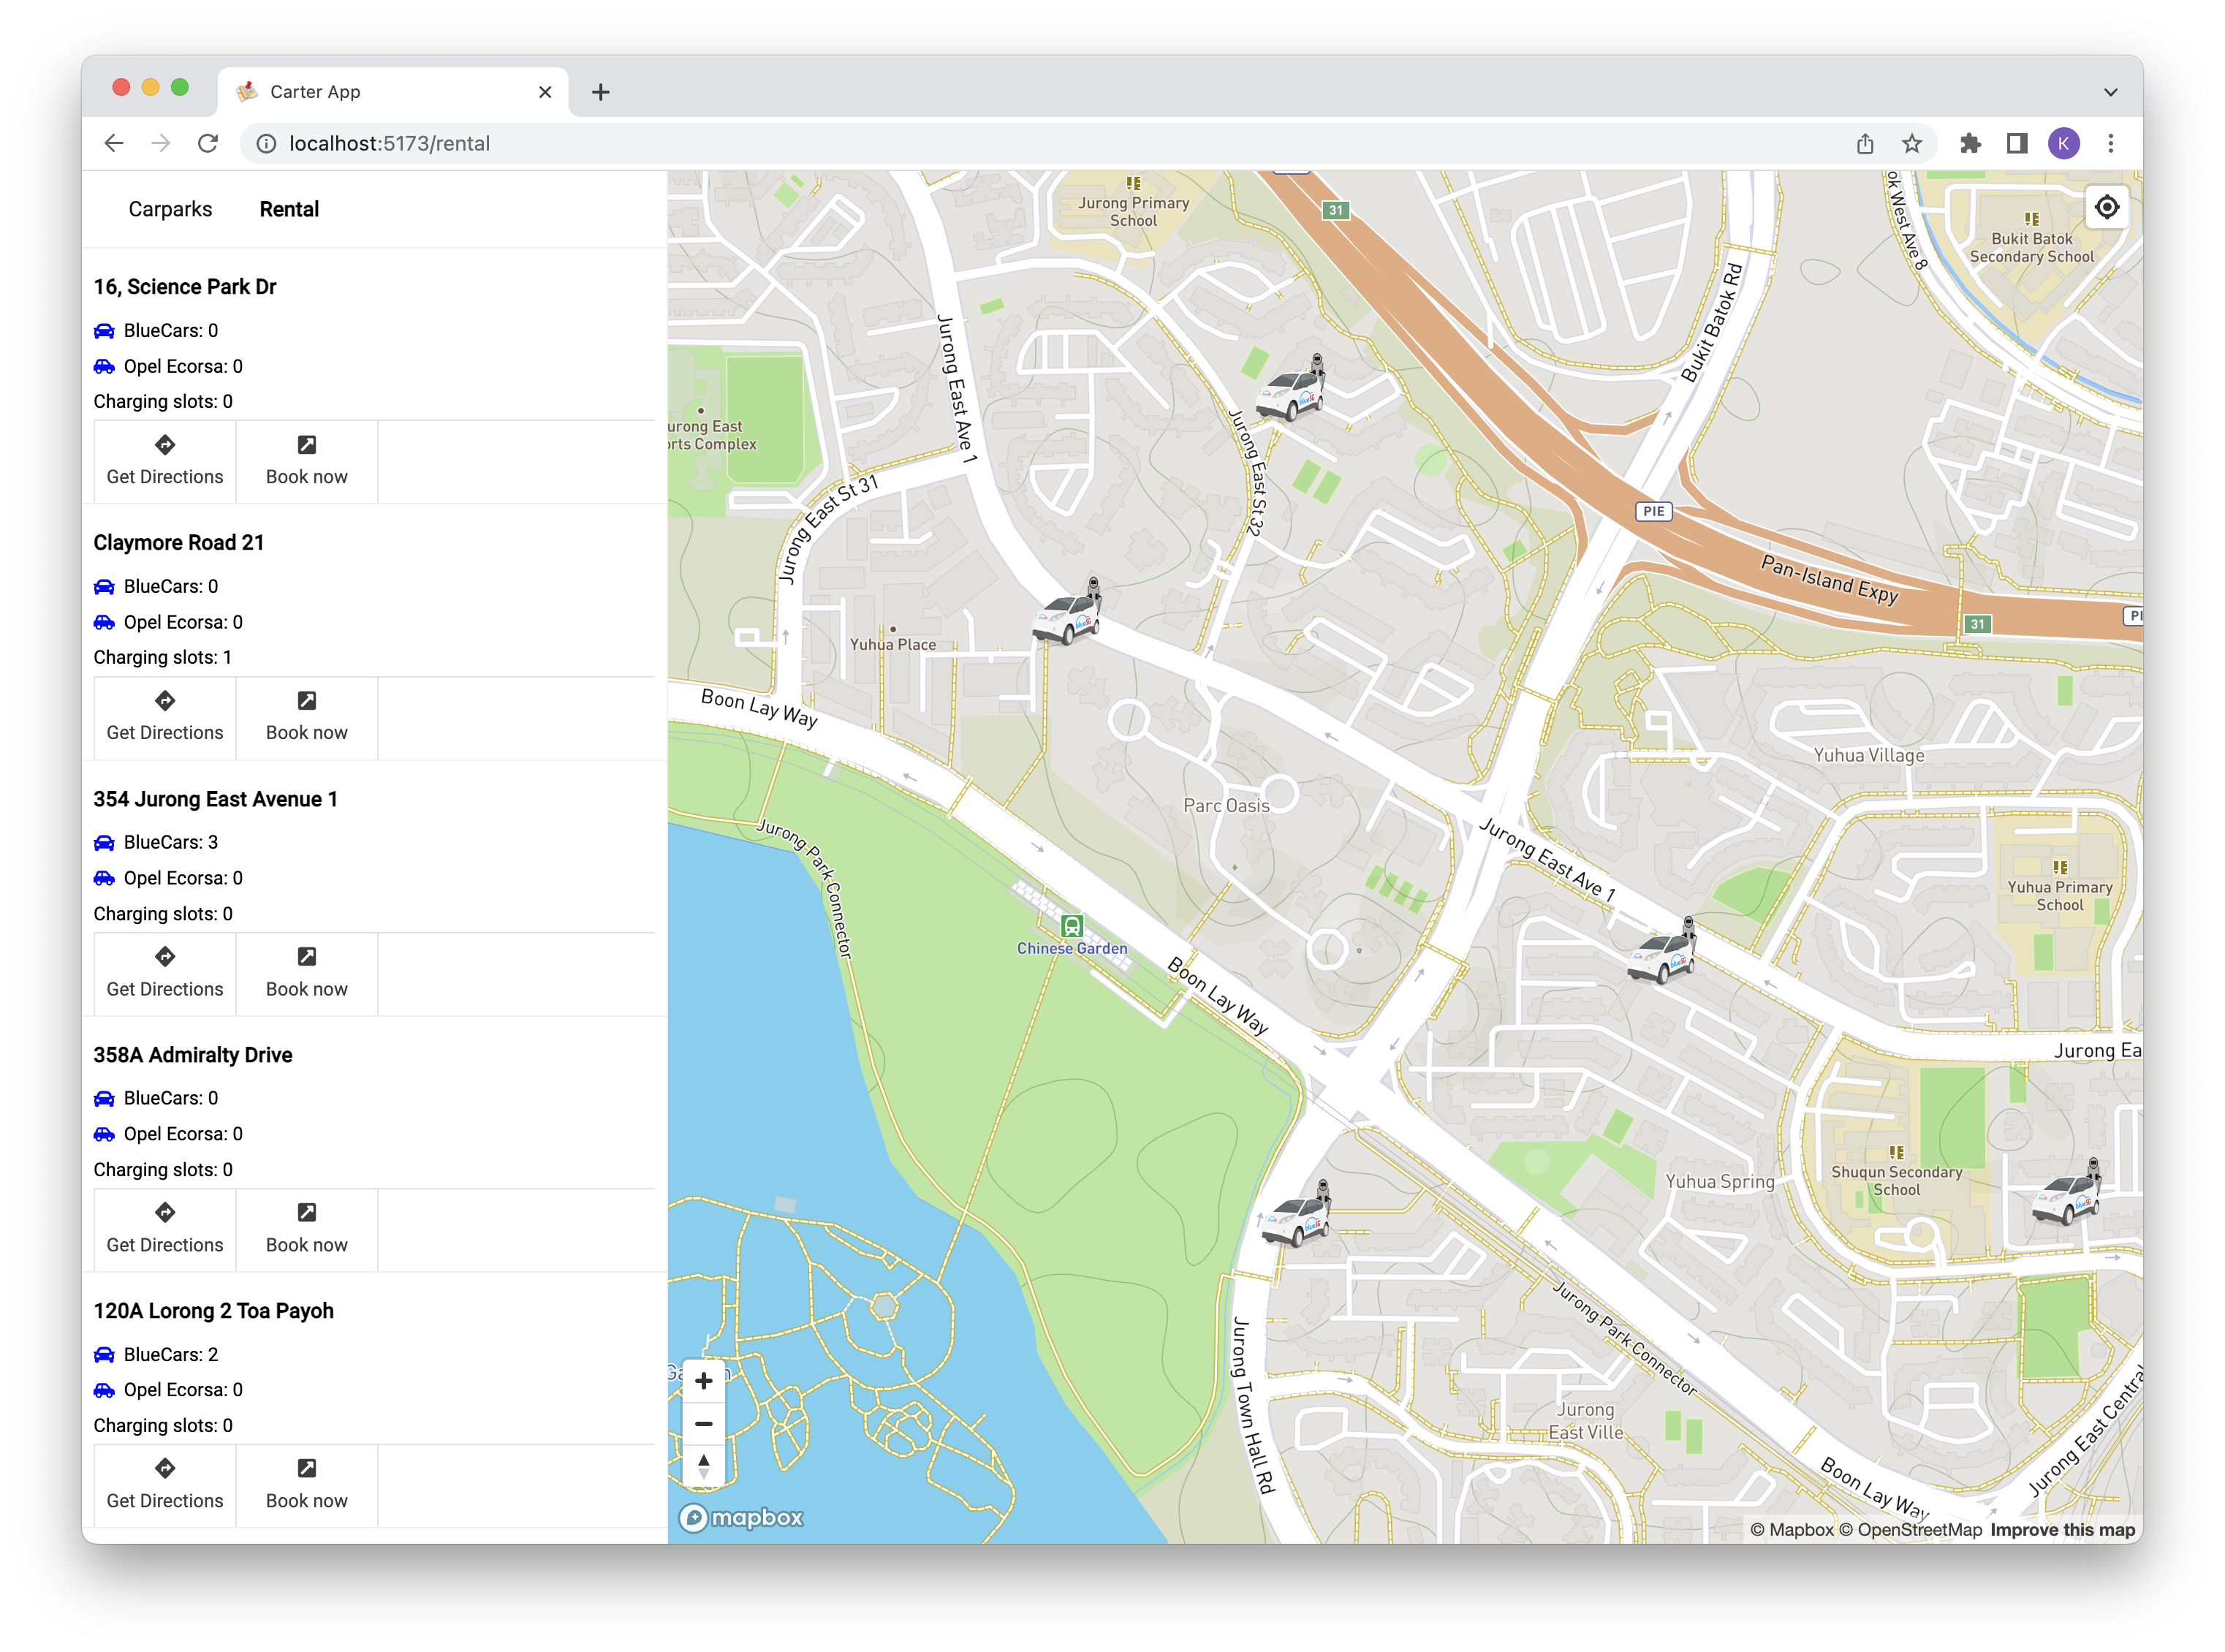 Carter App
localhost:5173/rental
K
Carparks
Rental
16, Science Park Dr
BlueCars: 0
Opel Ecorsa: 0
Charging slots: 0
Get Directions
Book now
Claymore Road 21
BlueCars: 0
Opel Ecorsa: 0
Charging slots: 1
Get Directions
Book now
354 Jurong East Avenue 1
BlueCars: 3
Opel Ecorsa: 0
Charging slots: 0
Get Directions
Book now
358A Admiralty Drive
BlueCars: 0
Opel Ecorsa: 0
Charging slots: 0
Get Directions
Book now
120A Lorong 2 Toa Payoh
BlueCars: 2
Opel Ecorsa: 0
Charging slots: 0
Get Directions
Book now
Jurong Primary
School
31
ok West Ave 8
Bukit Batok
Secondary School
Bukit Batok Rd
Jurong East Ave 1
urong East
orts Complex
Jurong East St 32
Jurong East St 31
PIE
Pan-Island Expy
31
PI
Yuhua Place
Boon Lay Way
Yuhua Village
Parc Oasis
Jurong East Ave 1
Jurong Park Connector
Yuhua Primary
School
Chinese Garden
Boon Lay Way
Jurong Ea
Shuqun Secondary
School
Yuhua Spring
Jurong Park Connector
Jurong Town Hall Rd
Jurong
East Ville
Boon Lay Way
Jurong East Central
mapbox
© Mapbox © OpenStreetMap Improve this map